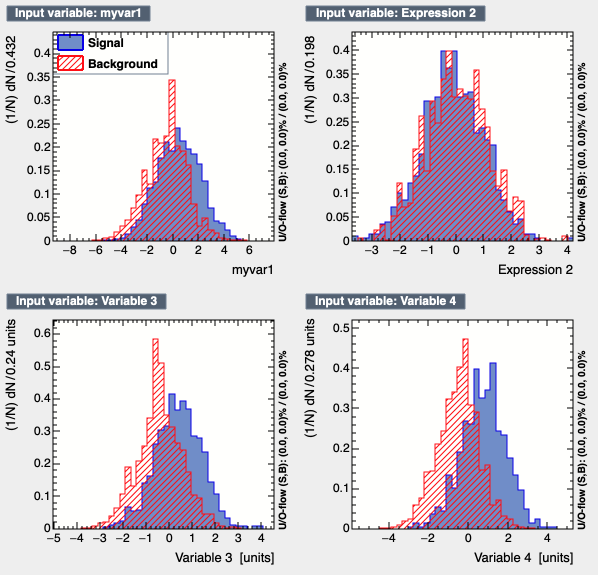 Input variable: myvar1
(1/N) dN / 0.432
0.4
0.35
0.3
0.25
0.2
0.15
0.1
0.05
0
Signal
Background
−8 −6 −4 −2 0 2 4 6
myvar1
U/O-flow (S,B): (0.0, 0.0)% / (0.0, 0.0)%
Input variable: Expression 2
(1/N) dN / 0.198
0.4
0.35
0.3
0.25
0.2
0.15
0.1
0.05
0
−3 −2 −1 0 1 2 3 4
Expression 2
U/O-flow (S,B): (0.0, 0.0)% / (0.0, 0.0)%
Input variable: Variable 3
(1/N) dN / 0.24 units
0.6
0.5
0.4
0.3
0.2
0.1
0
−5 −4 −3 −2 −1 0 1 2 3 4
Variable 3 [units]
U/O-flow (S,B): (0.0, 0.0)% / (0.0, 0.0)%
Input variable: Variable 4
(1/N) dN / 0.278 units
0.5
0.4
0.3
0.2
0.1
0
−4 −2 0 2 4
Variable 4 [units]
U/O-flow (S,B): (0.0, 0.0)% / (0.0, 0.0)%